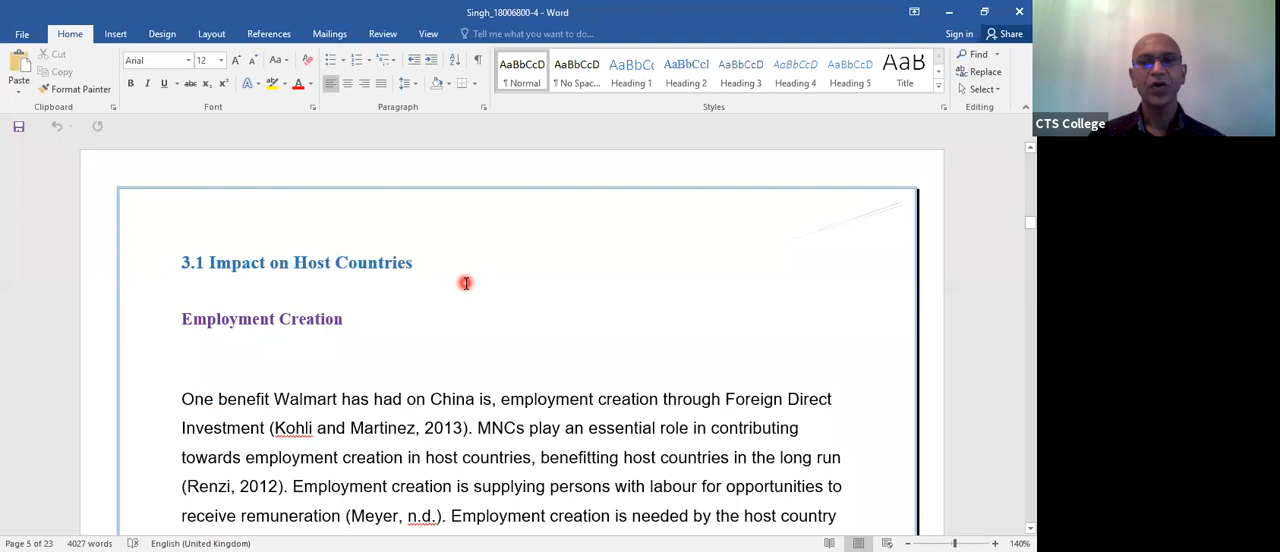 Singh_18006800-4 - Word
File Home Insert Design Layout References Mailings Review View Tell me what you want to do... Sign in Share
Paste
Cut
Copy
Format Painter
Clipboard
Arial 12
Font
Paragraph
AaBbCcD AaBbCcD AaBbC( AaBbCcI AaBbCcD AaBbCcD AaBbCcD AaB
¶ Normal ¶ No Spac... Heading 1 Heading 2 Heading 3 Heading 4 Heading 5 Title
Styles
Find
Replace
Select
Editing
CTS College
3.1 Impact on Host Countries
Employment Creation
One benefit Walmart has had on China is, employment creation through Foreign Direct
Investment (Kohli and Martinez, 2013). MNCs play an essential role in contributing
towards employment creation in host countries, benefitting host countries in the long run
(Renzi, 2012). Employment creation is supplying persons with labour for opportunities to
receive remuneration (Meyer, n.d.). Employment creation is needed by the host country
Page 5 of 23 4027 words English (United Kingdom) 140%